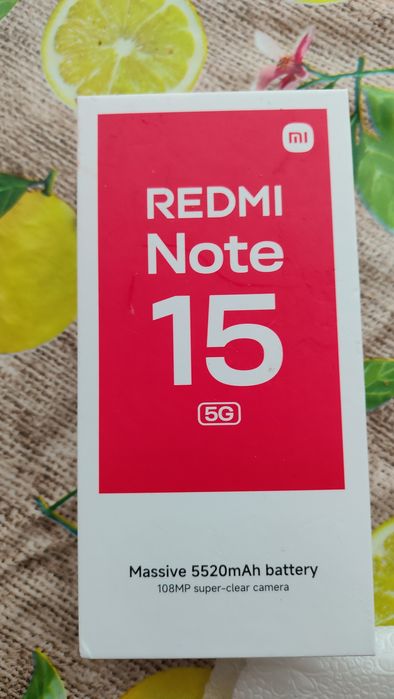 mi
REDMI
Note
15
5G
Massive 5520mAh battery
108MP super-clear camera